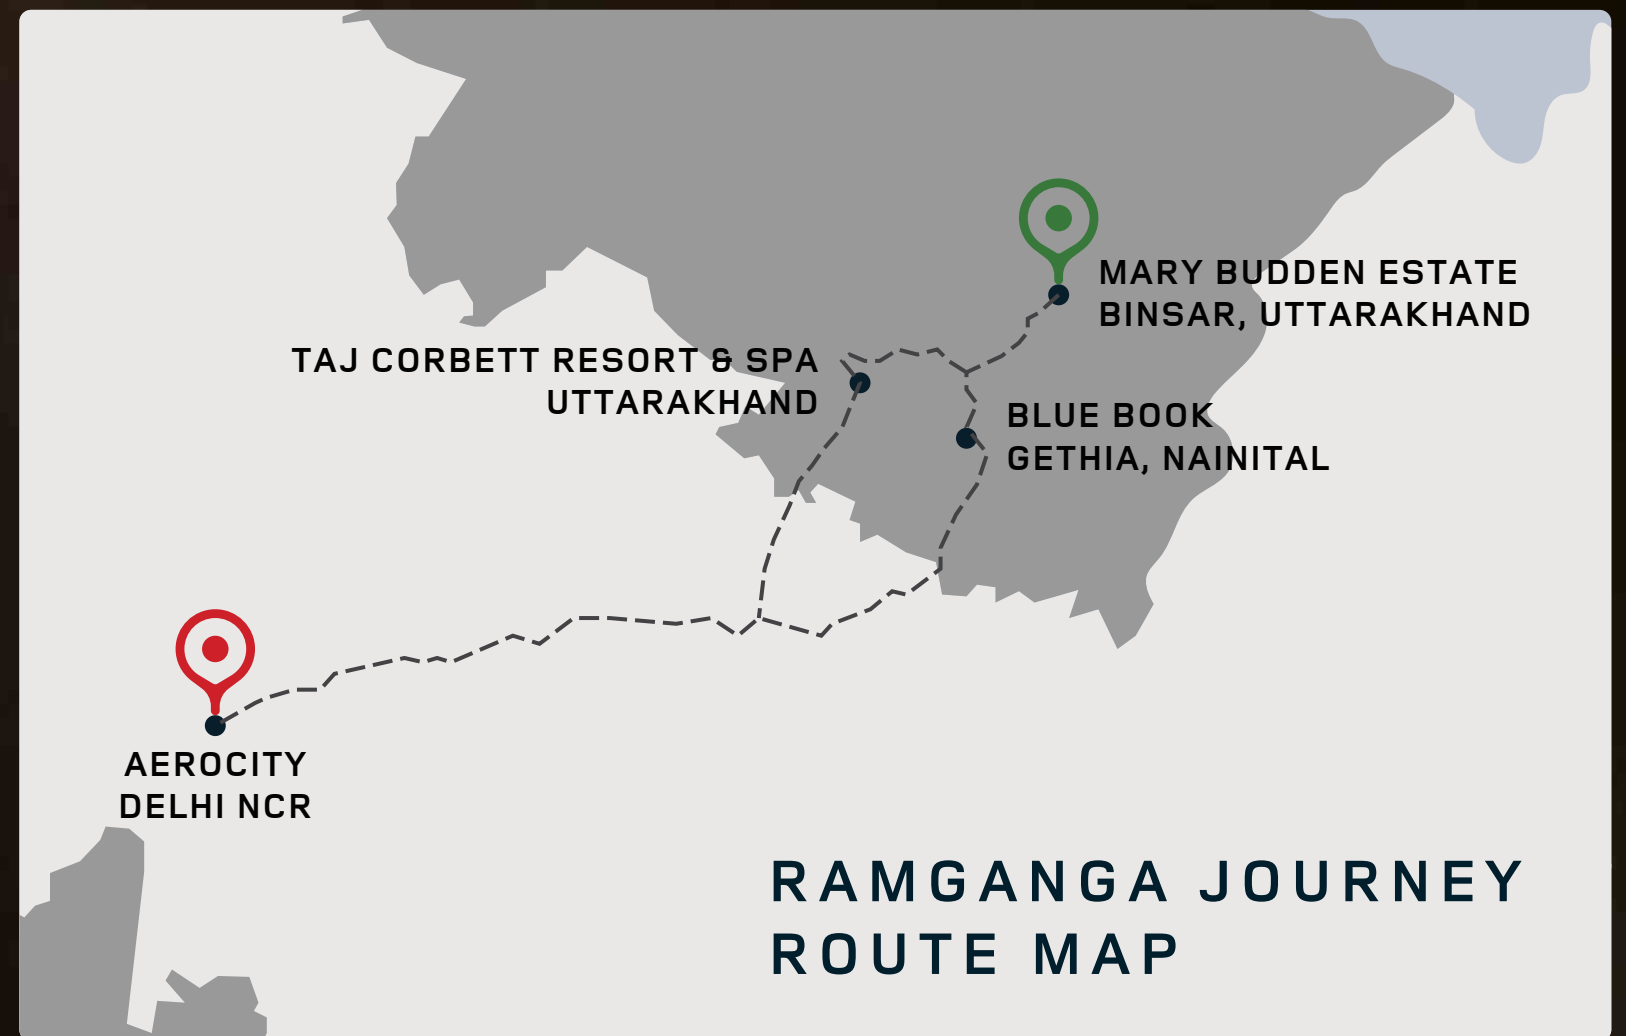 MARY BUDDEN ESTATE
BINSAR, UTTARAKHAND
TAJ CORBETT RESORT & SPA
UTTARAKHAND
BLUE BOOK
GETHIA, NAINITAL
AEROCITY
DELHI NCR
RAMGANGA JOURNEY
ROUTE MAP